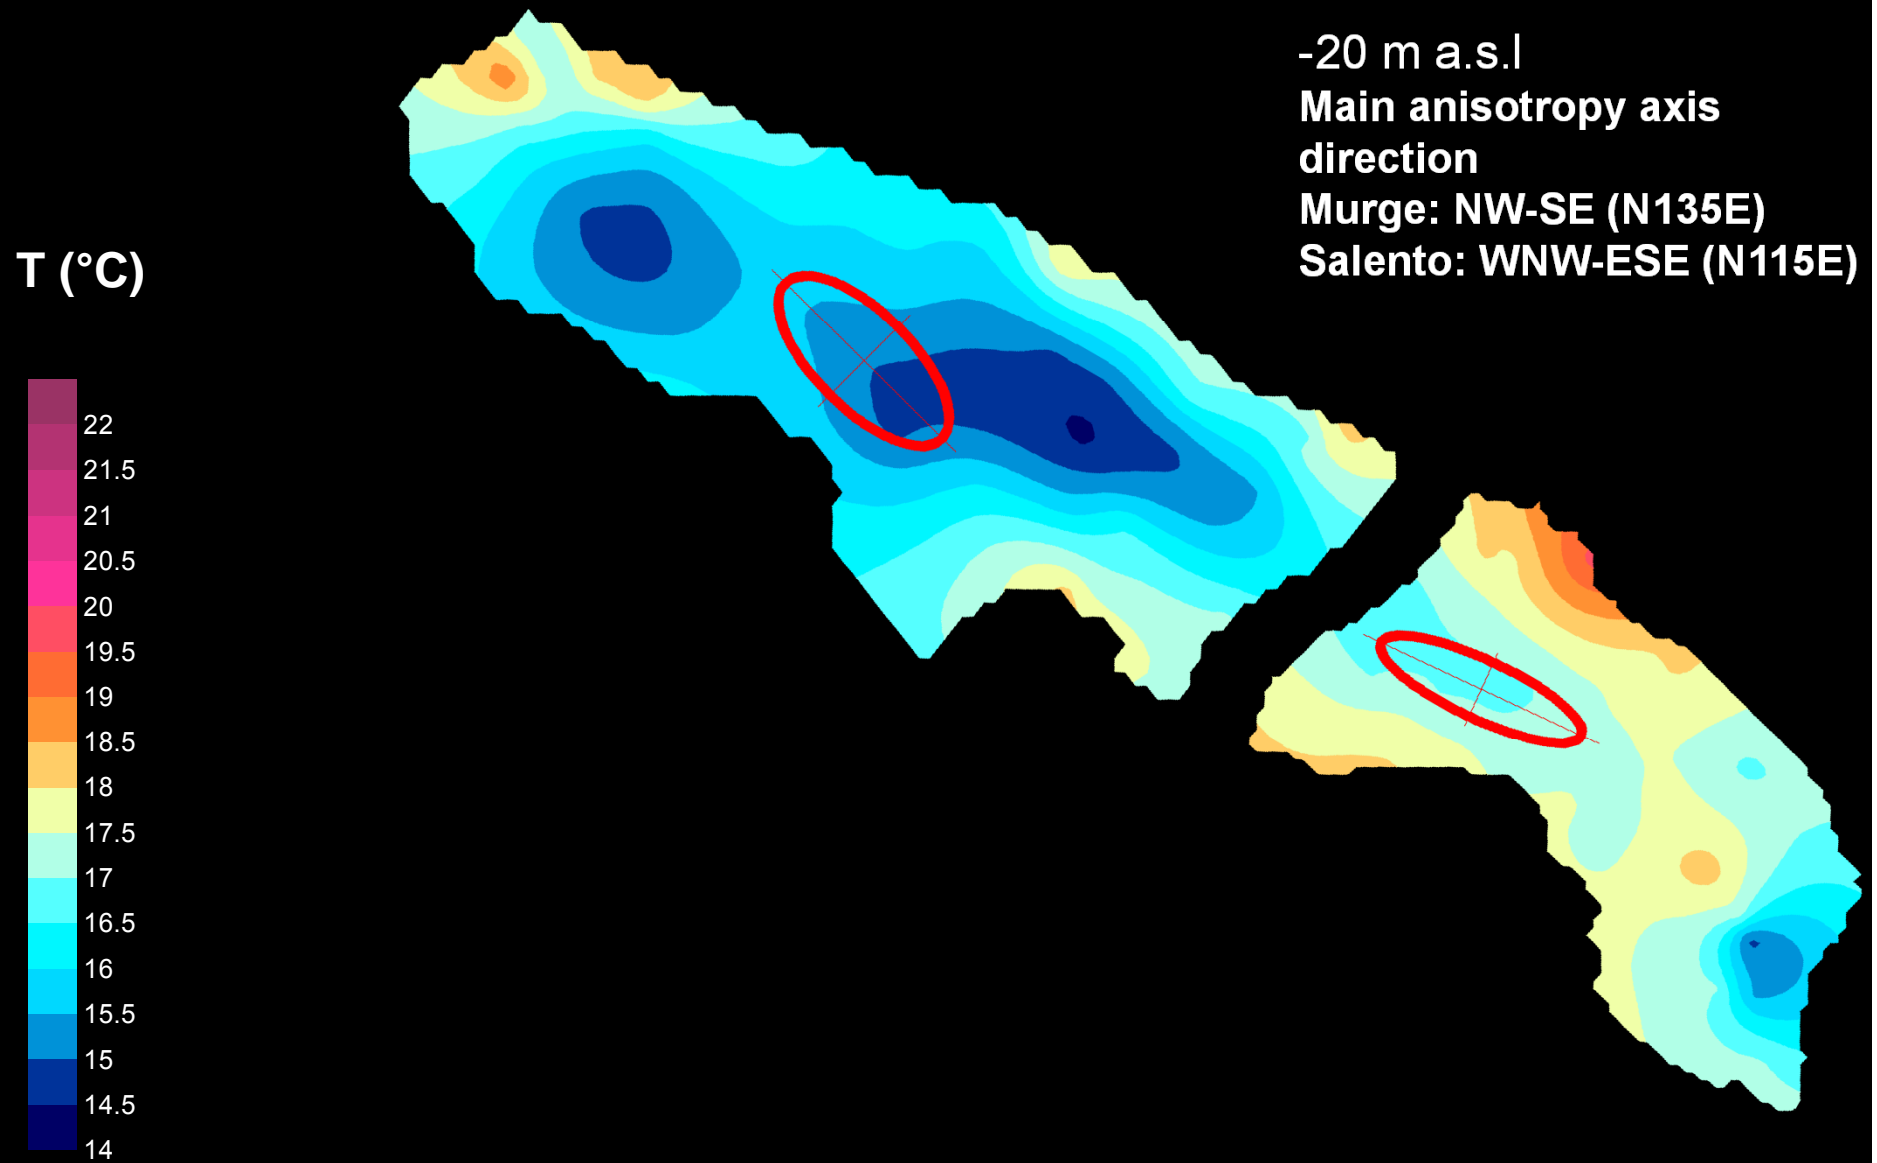 -20 m a.s.l
Main anisotropy axis
direction
Murge: NW-SE (N135E)
Salento: WNW-ESE (N115E)
T (°C)
22
21.5
21
20.5
20
19.5
19
18.5
18
17.5
17
16.5
16
15.5
15
14.5
14